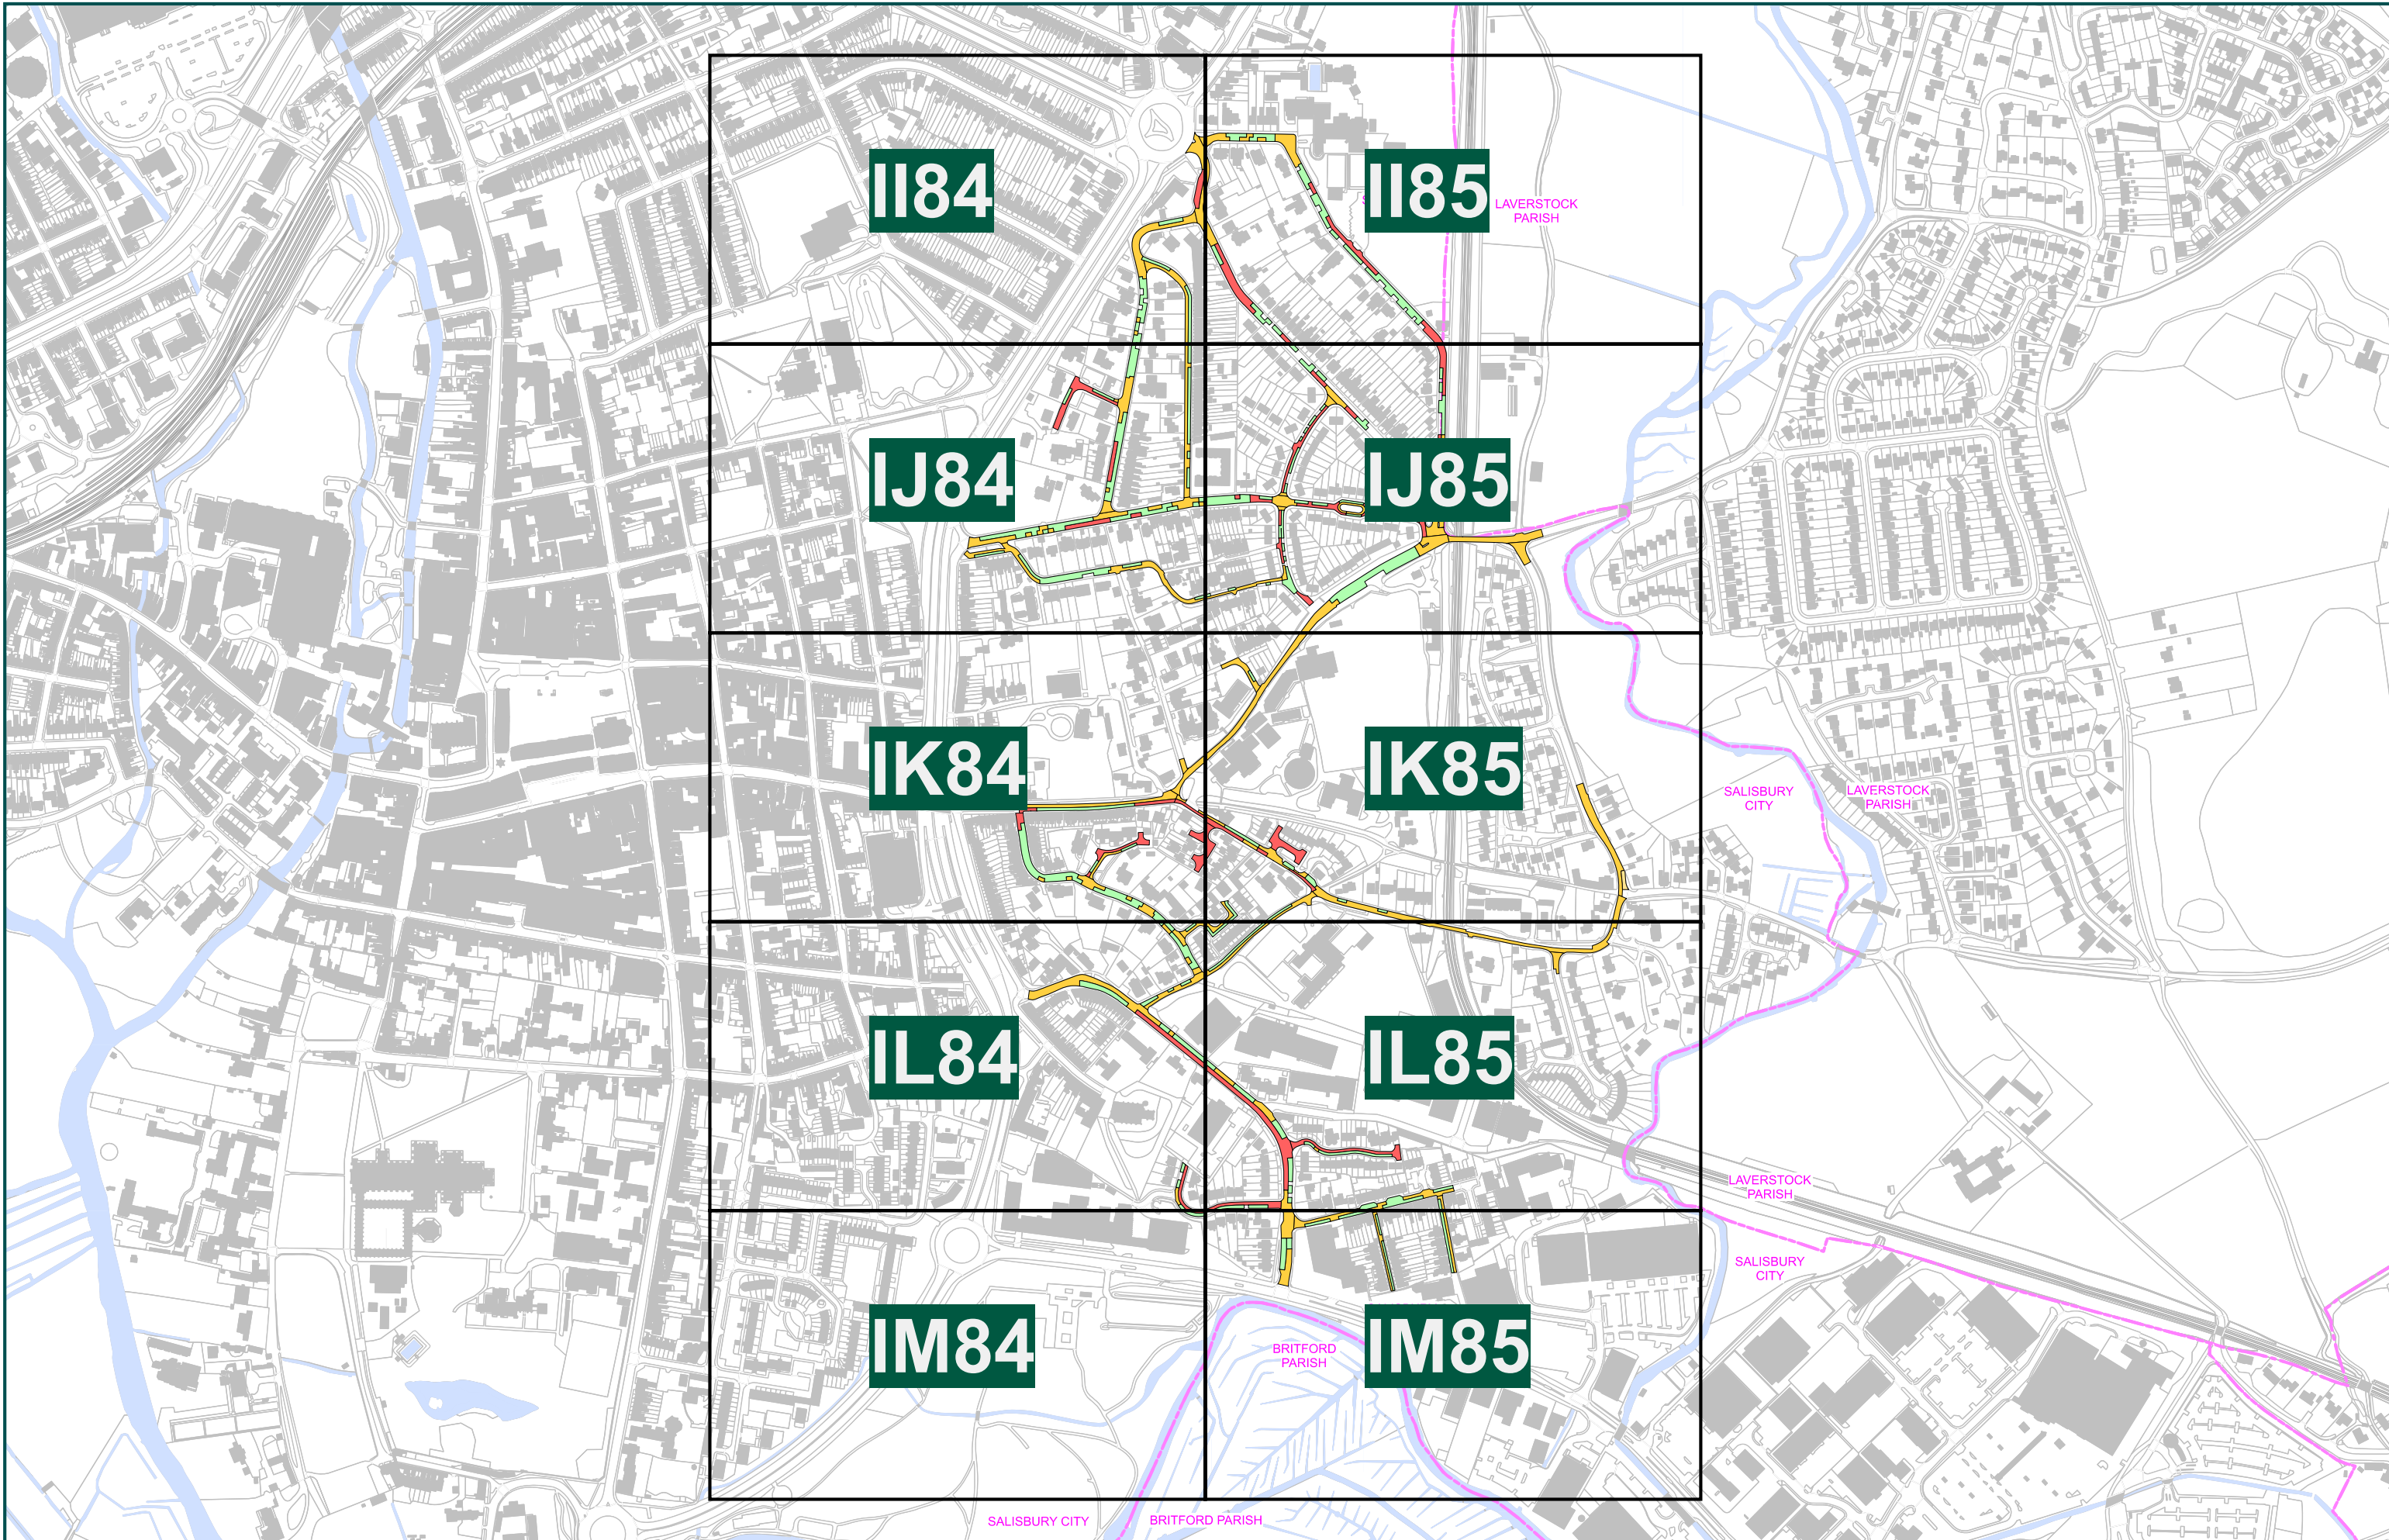 II84
II85
LAVERSTOCK
PARISH
IJ84
IJ85
IK84
IK85
SALISBURY
CITY
LAVERSTOCK
PARISH
IL84
IL85
LAVERSTOCK
PARISH
SALISBURY
CITY
IM84
IM85
BRITFORD
PARISH
SALISBURY CITY
BRITFORD PARISH